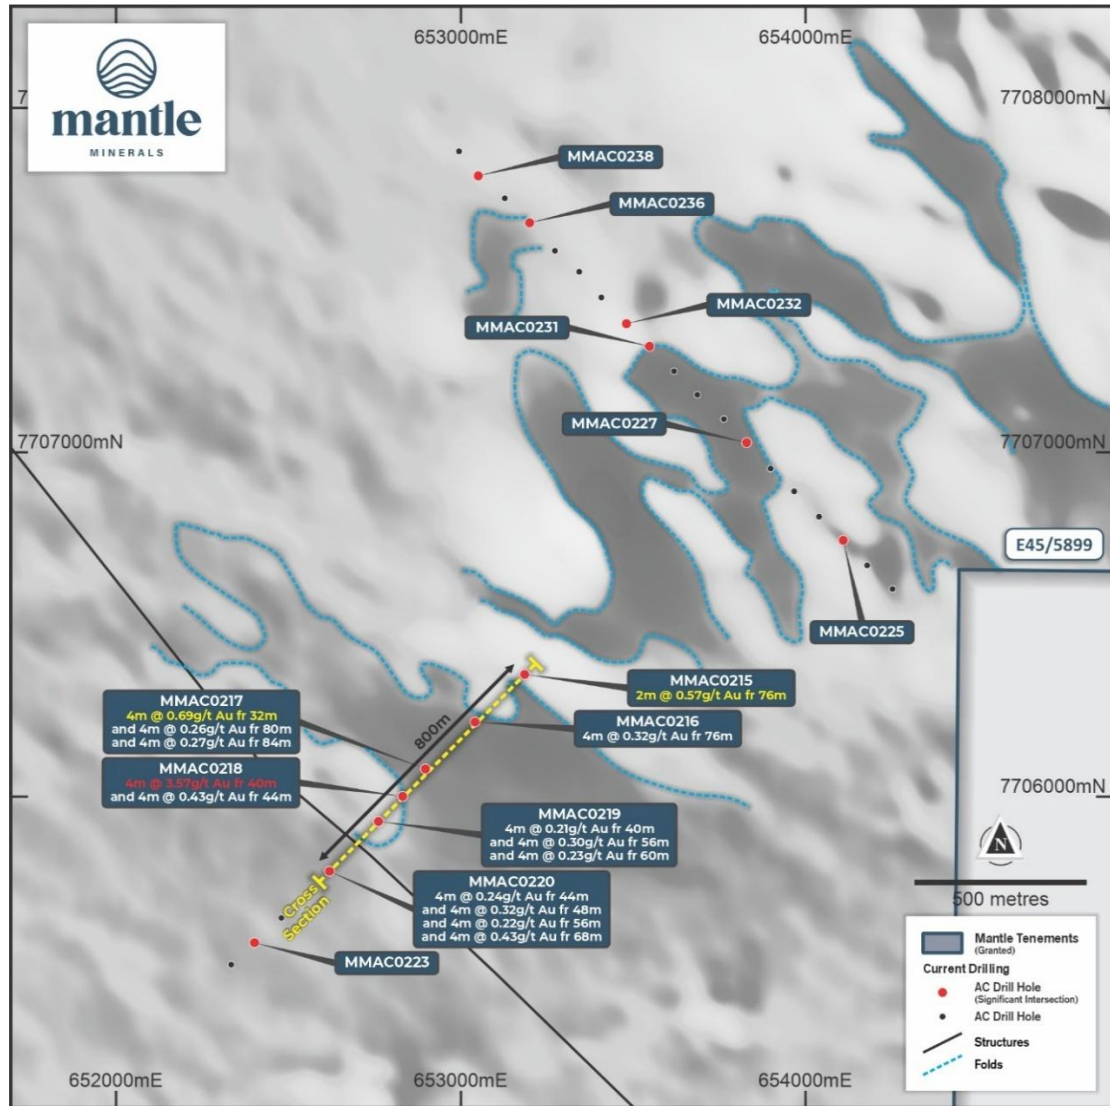 mantle
MINERALS
653000mE
654000mE
7
7708000mN
MMAC0238
MMAC0236
MMAC0232
MMAC0231
MMAC0227
7707000mN
7707000mN
E45/5899
MMAC0225
MMAC0215
2m @ 0.57g/t Au fr 76m
MMAC0216
4m @ 0.32g/t Au fr 76m
800m
MMAC0217
4m @ 0.69g/t Au fr 32m
and 4m @ 0.26g/t Au fr 80m
and 4m @ 0.27g/t Au fr 84m
MMAC0218
4m @ 3.57g/t Au fr 40m
and 4m @ 0.43g/t Au fr 44m
7706000mN
MMAC0219
4m @ 0.21g/t Au fr 40m
and 4m @ 0.30g/t Au fr 56m
and 4m @ 0.23g/t Au fr 60m
MMAC0220
4m @ 0.24g/t Au fr 44m
and 4m @ 0.32g/t Au fr 48m
and 4m @ 0.22g/t Au fr 56m
and 4m @ 0.43g/t Au fr 68m
Cross
Section
MMAC0223
N
500 metres
Mantle Tenements
(Granted)
Current Drilling
AC Drill Hole
(Significant Intersection)
AC Drill Hole
Structures
Folds
652000mE
653000mE
654000mE